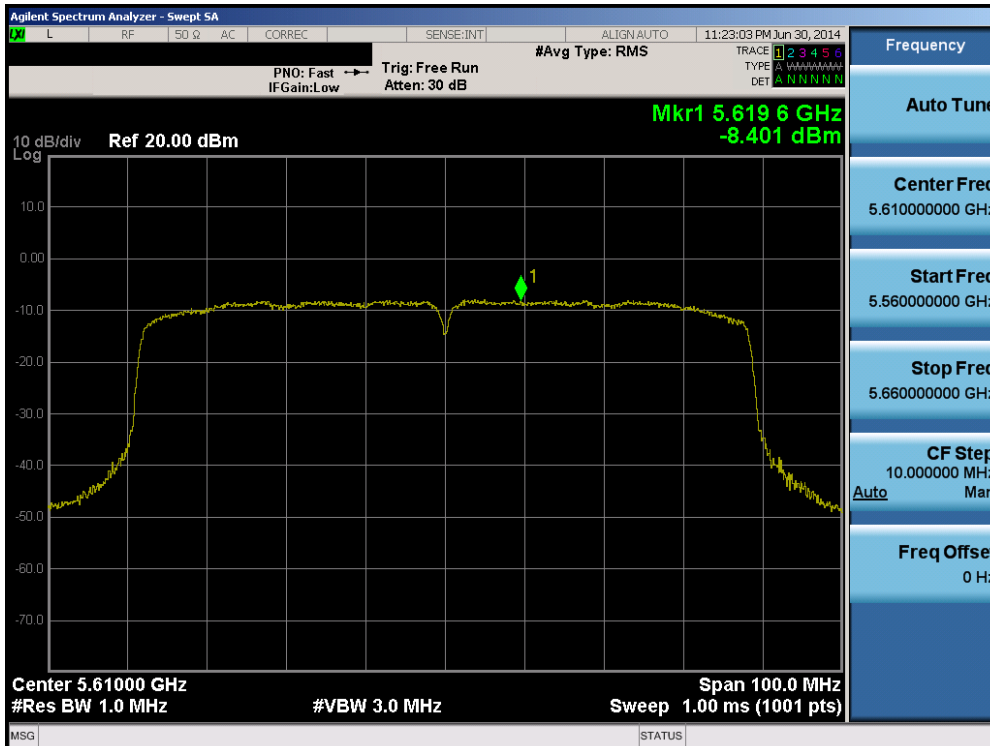 Agilent Spectrum Analyzer - Swept SA
LXI L RF 50 Ω AC CORREC SENSE:INT ALIGN AUTO 11:23:03 PM Jun 30, 2014
PNO: Fast
IFGain:Low
Trig: Free Run
Atten: 30 dB
#Avg Type: RMS
TRACE 1 2 3 4 5 6
TYPE A WWWWW
DET A N N N N N
Mkr1 5.619 6 GHz
-8.401 dBm
10 dB/div Ref 20.00 dBm
Log
10.0
0.00
-10.0
-20.0
-30.0
-40.0
-50.0
-60.0
-70.0
1
Center 5.61000 GHz Span 100.0 MHz
#Res BW 1.0 MHz #VBW 3.0 MHz Sweep 1.00 ms (1001 pts)
MSG STATUS
Frequency
Auto Tune
Center Freq
5.610000000 GHz
Start Freq
5.560000000 GHz
Stop Freq
5.660000000 GHz
CF Step
10.000000 MHz
Auto Man
Freq Offset
0 Hz